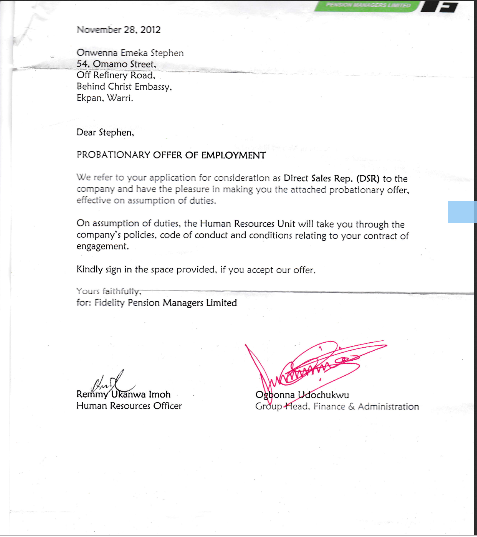 PENSION MANAGERS LIMITED
November 28, 2012
Onwenna Emeka Stephen
54, Omamo Street,
Off Refinery Road,
Behind Christ Embassy,
Ekpan, Warri.
Dear Stephen,
PROBATIONARY OFFER OF EMPLOYMENT
We refer to your application for consideration as Direct Sales Rep. (DSR) to the
company and have the pleasure in making you the attached probationary offer,
effective on assumption of duties.
On assumption of duties, the Human Resources Unit will take you through the
company's policies, code of conduct and conditions relating to your contract of
engagement.
Kindly sign in the space provided, if you accept our offer.
Yours faithfully,
for: Fidelity Pension Managers Limited
Remmy Ukanwa Imoh
Human Resources Officer
Ogbonna Udochukwu
Group Head, Finance & Administration